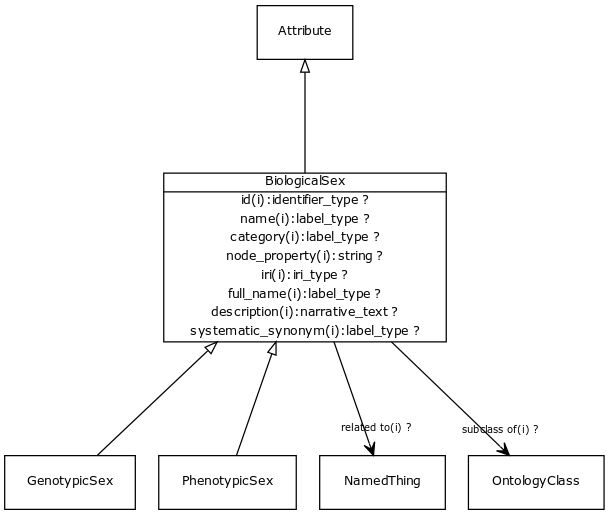 Attribute
BiologicalSex
id(i):identifier_type ?
name(i):label_type ?
category(i):label_type ?
node_property(i):string ?
iri(i):iri_type ?
full_name(i):label_type ?
description(i):narrative_text ?
systematic_synonym(i):label_type ?
related to(i) ?
subclass of(i) ?
GenotypicSex
PhenotypicSex
NamedThing
OntologyClass